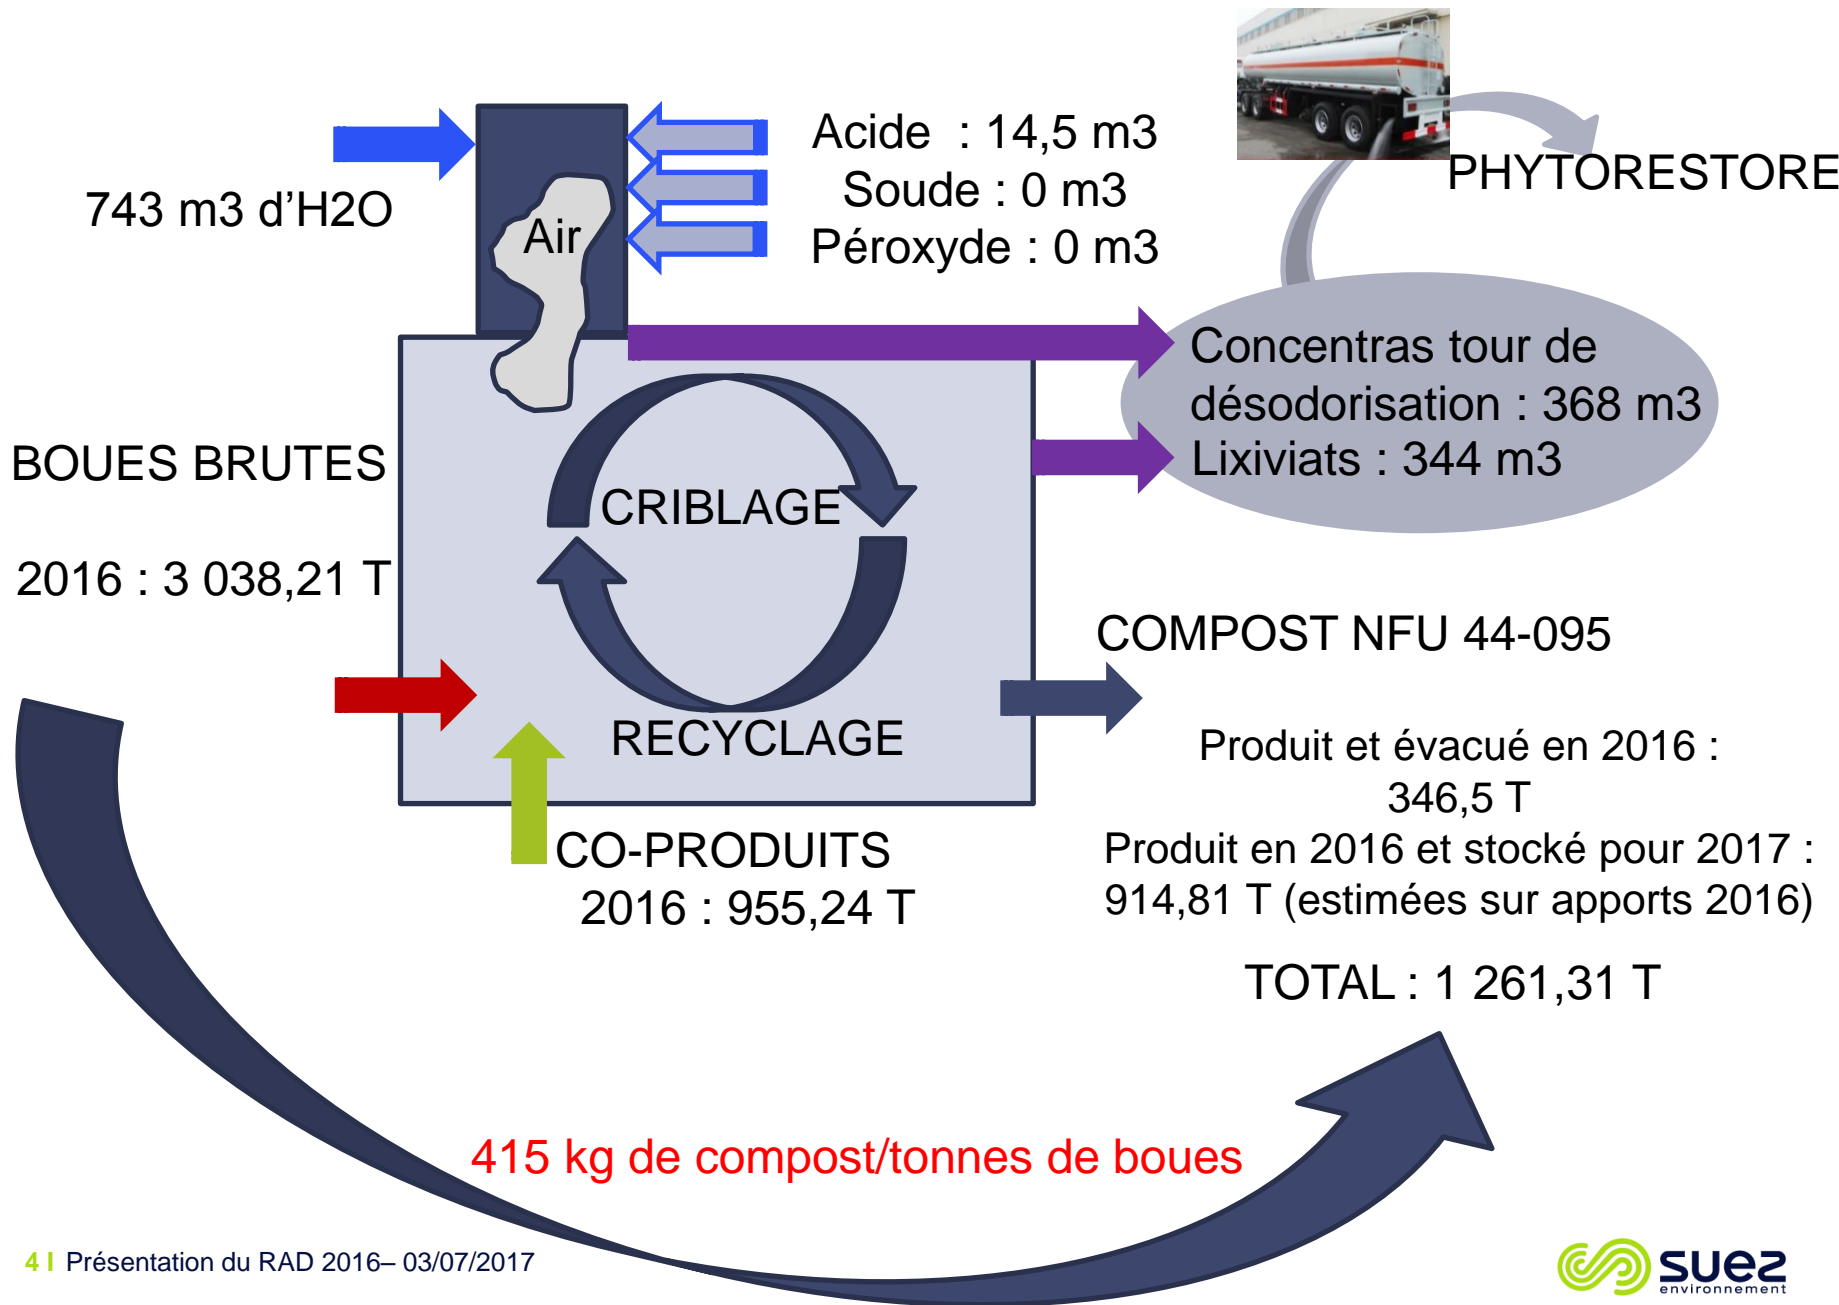 743 m3 d'H2O
Air
Acide  : 14,5 m3
Soude : 0 m3
Péroxyde : 0 m3
PHYTORESTORE
Concentras tour de
désodorisation : 368 m3
Lixiviats : 344 m3
BOUES BRUTES
2016 : 3 038,21 T
CRIBLAGE
RECYCLAGE
CO-PRODUITS
2016 : 955,24 T
COMPOST NFU 44-095
Produit et évacué en 2016 :
346,5 T
Produit en 2016 et stocké pour 2017 :
914,81 T (estimées sur apports 2016)
TOTAL : 1 261,31 T
415 kg de compost/tonnes de boues
4 I Présentation du RAD 2016– 03/07/2017
suez
environnement